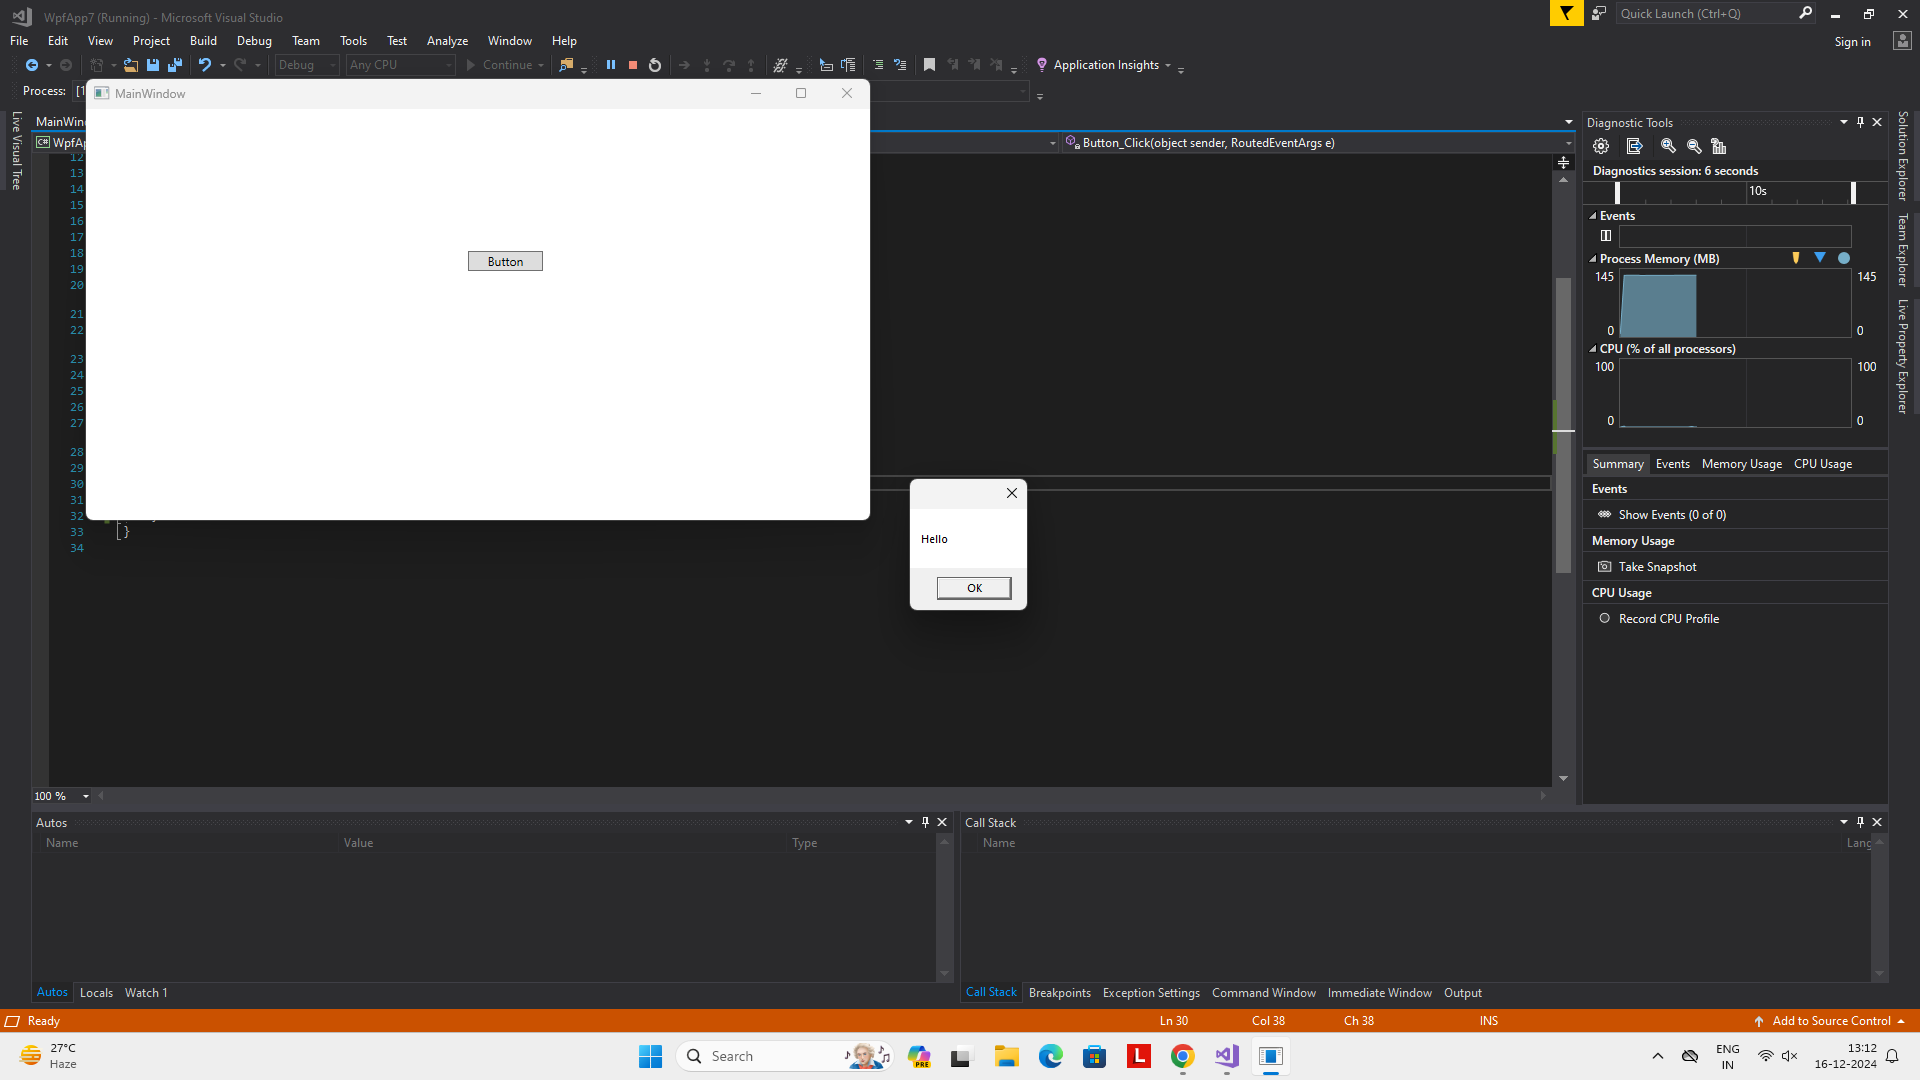 WpfApp7 (Running) - Microsoft Visual Studio
Quick Launch (Ctrl+Q)
File Edit View Project Build Debug Team Tools Test Analyze Window Help
Sign in
Debug Any CPU Continue Application Insights
Process:
MainWindow
Live Visual Tree
Button_Click(object sender, RoutedEventArgs e)
12
13
14
15
16
17
18
19
20
21
22
23
24
25
26
27
28
29
30
31
32
33 }
34
Button
Hello
OK
Diagnostic Tools
Diagnostics session: 6 seconds
10s
Events
Process Memory (MB)
145 145
0 0
CPU (% of all processors)
100 100
0 0
Summary Events Memory Usage CPU Usage
Events
Show Events (0 of 0)
Memory Usage
Take Snapshot
CPU Usage
Record CPU Profile
Solution Explorer
Team Explorer
Live Property Explorer
100 %
Autos
Name Value Type
Autos Locals Watch 1
Call Stack
Name Lang
Call Stack Breakpoints Exception Settings Command Window Immediate Window Output
Ready
Ln 30 Col 38 Ch 38 INS
Add to Source Control
27°C
Haze
Search
PRE
L
ENG
IN
13:12
16-12-2024